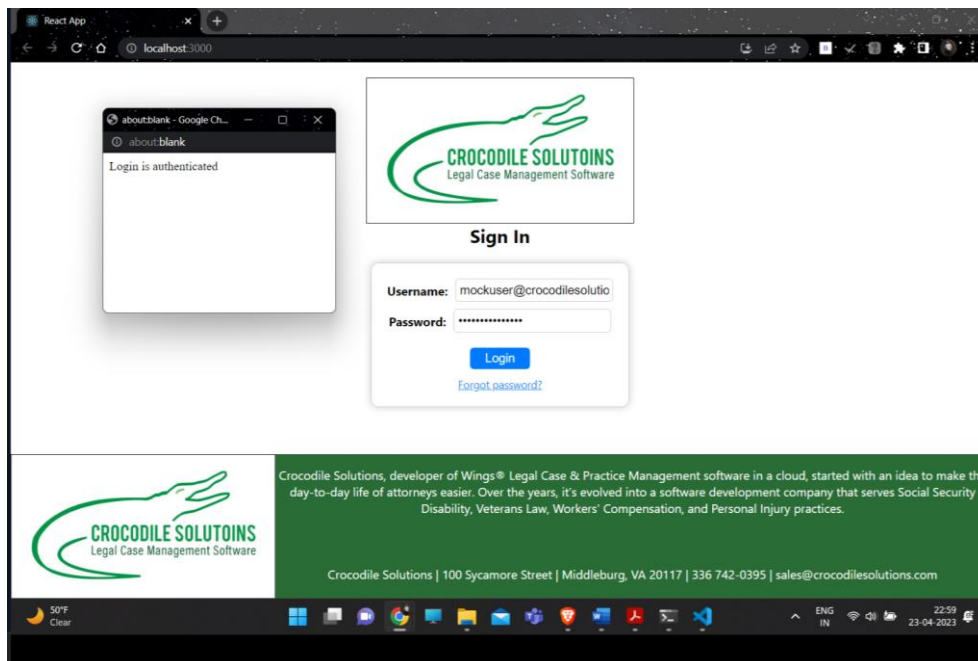 React App
localhost:3000
about:blank - Google Ch...
about:blank
Login is authenticated
CROCODILE SOLUTOINS
Legal Case Management Software
Sign In
Username: mockuser@crocodilesolutio
Password: •••••••••••••••
Login
Forgot password?
CROCODILE SOLUTOINS
Legal Case Management Software
Crocodile Solutions, developer of Wings® Legal Case & Practice Management software in a cloud, started with an idea to make th
day-to-day life of attorneys easier. Over the years, it's evolved into a software development company that serves Social Security
Disability, Veterans Law, Workers' Compensation, and Personal Injury practices.
Crocodile Solutions | 100 Sycamore Street | Middleburg, VA 20117 | 336 742-0395 | sales@crocodilesolutions.com
50°F
Clear
ENG
IN
22:59
23-04-2023